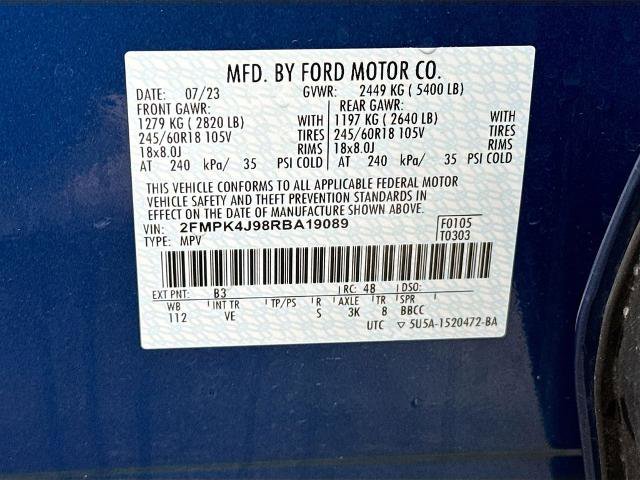 MFD. BY FORD MOTOR CO.
DATE: 07/23 GVWR: 2449 KG ( 5400 LB)
FRONT GAWR: REAR GAWR:
1279 KG ( 2820 LB) WITH 1197 KG ( 2640 LB) WITH
245/60R18 105V TIRES 245/60R18 105V TIRES
18x8.0J RIMS 18x8.0J RIMS
AT 240 kPa/ 35 PSI COLD AT 240 kPa/ 35 PSI COLD
THIS VEHICLE CONFORMS TO ALL APPLICABLE FEDERAL MOTOR
VEHICLE SAFETY AND THEFT PREVENTION STANDARDS IN
EFFECT ON THE DATE OF MANUFACTURE SHOWN ABOVE.
VIN: 2FMPK4J98RBA19089 F0105
TYPE: MPV T0303
EXT PNT: B3 RC: 48 DSO:
WB INT TR TP/PS R AXLE TR SPR
112 VE S 3K 8 BBCC
UTC ▽ 5U5A-1520472-BA